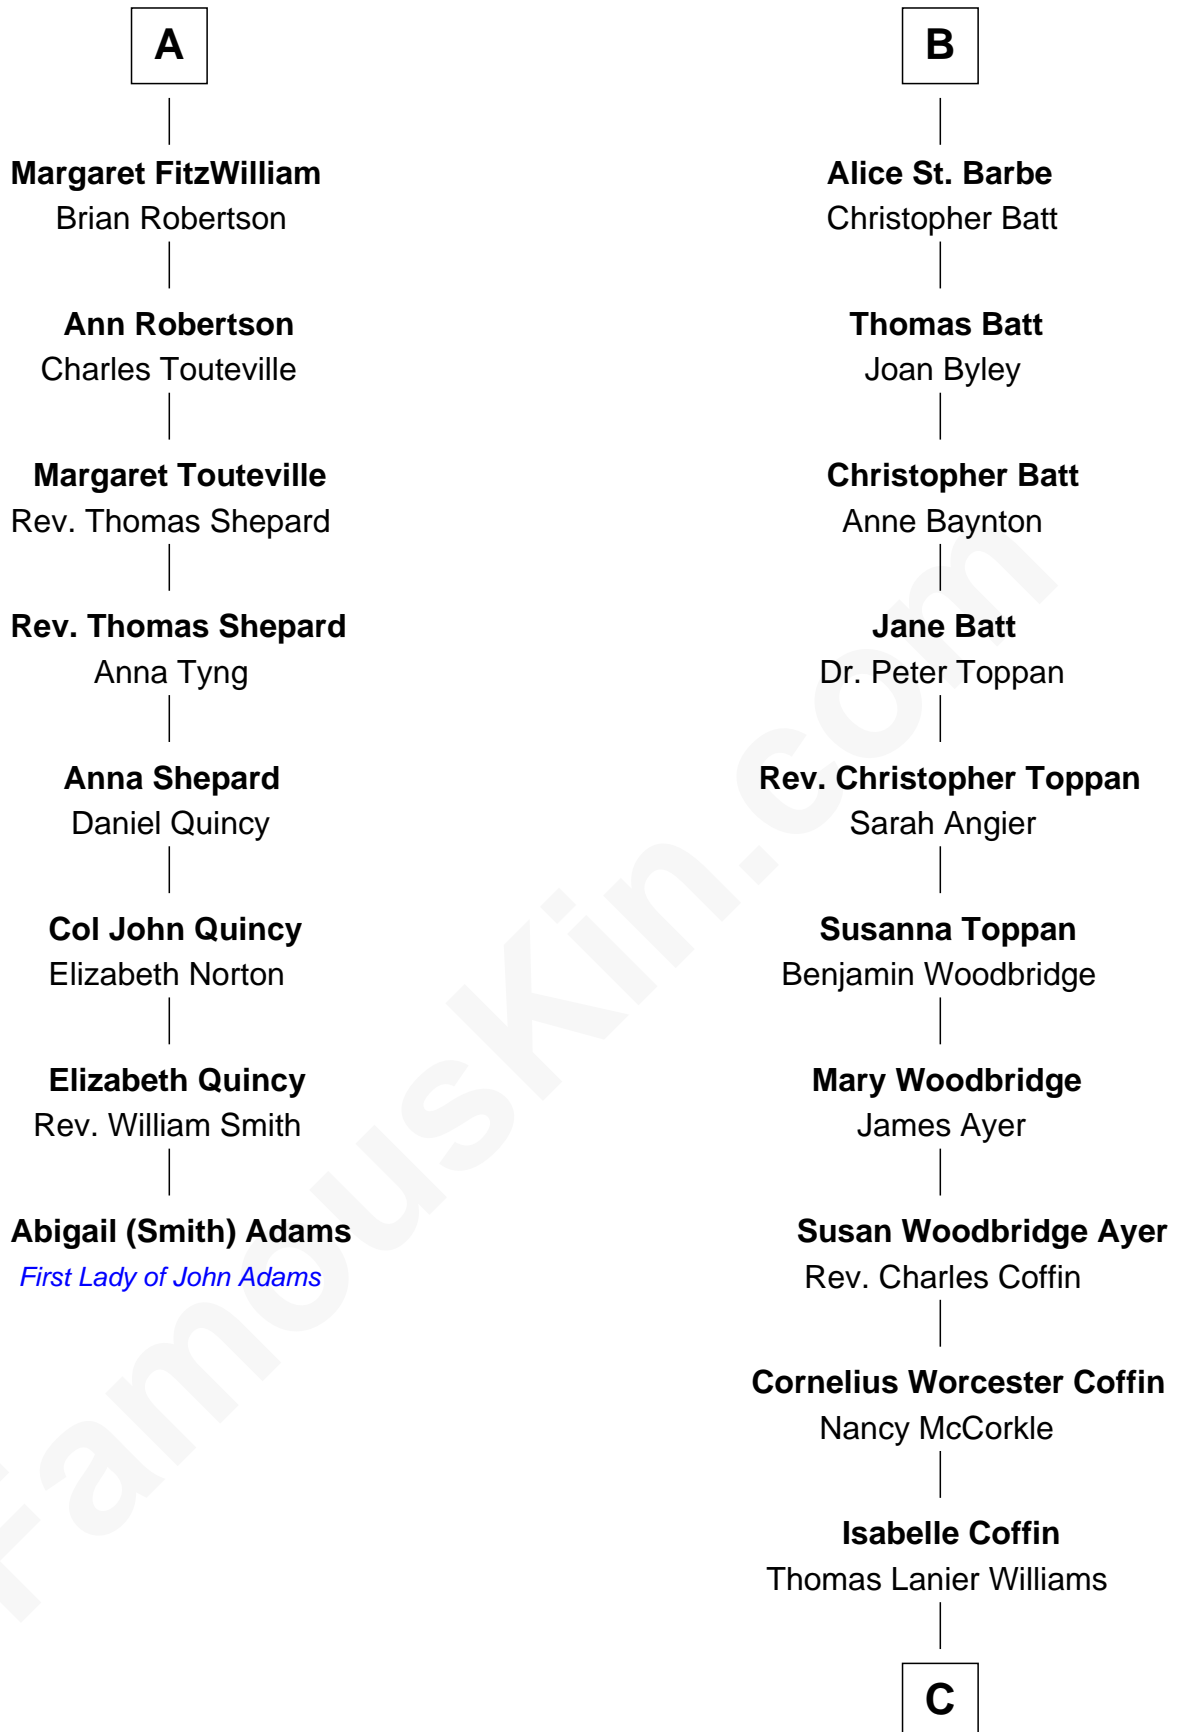 A
Margaret FitzWilliam
Brian Robertson
Ann Robertson
Charles Touteville
Margaret Touteville
Rev. Thomas Shepard
Rev. Thomas Shepard
Anna Tyng
Anna Shepard
Daniel Quincy
Col John Quincy
Elizabeth Norton
Elizabeth Quincy
Rev. William Smith
Abigail (Smith) Adams
First Lady of John Adams
B
Alice St. Barbe
Christopher Batt
Thomas Batt
Joan Byley
Christopher Batt
Anne Baynton
Jane Batt
Dr. Peter Toppan
Rev. Christopher Toppan
Sarah Angier
Susanna Toppan
Benjamin Woodbridge
Mary Woodbridge
James Ayer
Susan Woodbridge Ayer
Rev. Charles Coffin
Cornelius Worcester Coffin
Nancy McCorkle
Isabelle Coffin
Thomas Lanier Williams
C
FamousKin.com